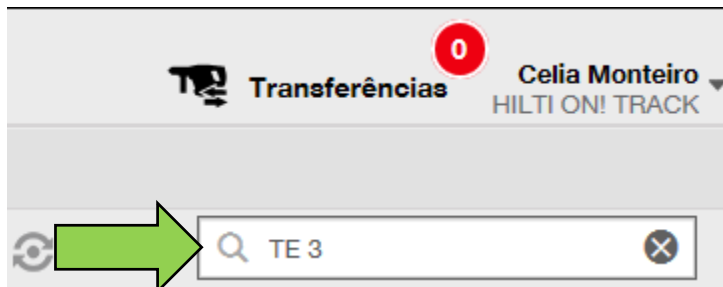 0
Transferências
Celia Monteiro
HILTI ON! TRACK
TE 3